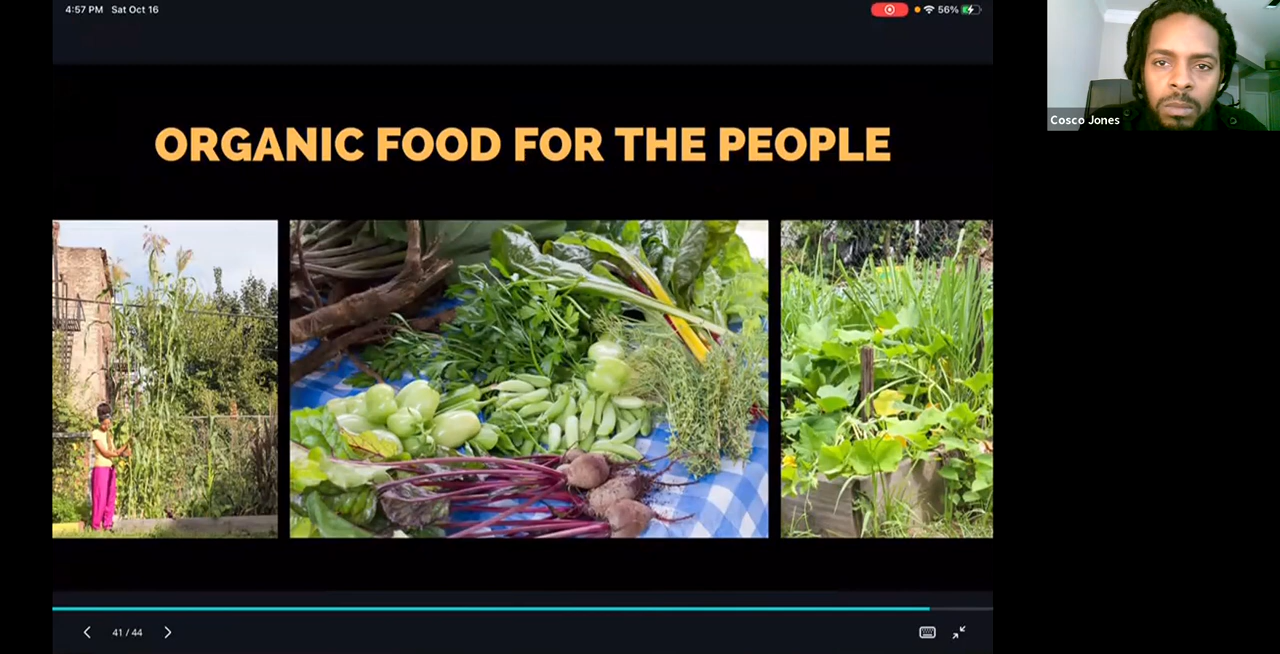 4:57 PM Sat Oct 16
56%
ORGANIC FOOD FOR THE PEOPLE
Cosco Jones
41 / 44